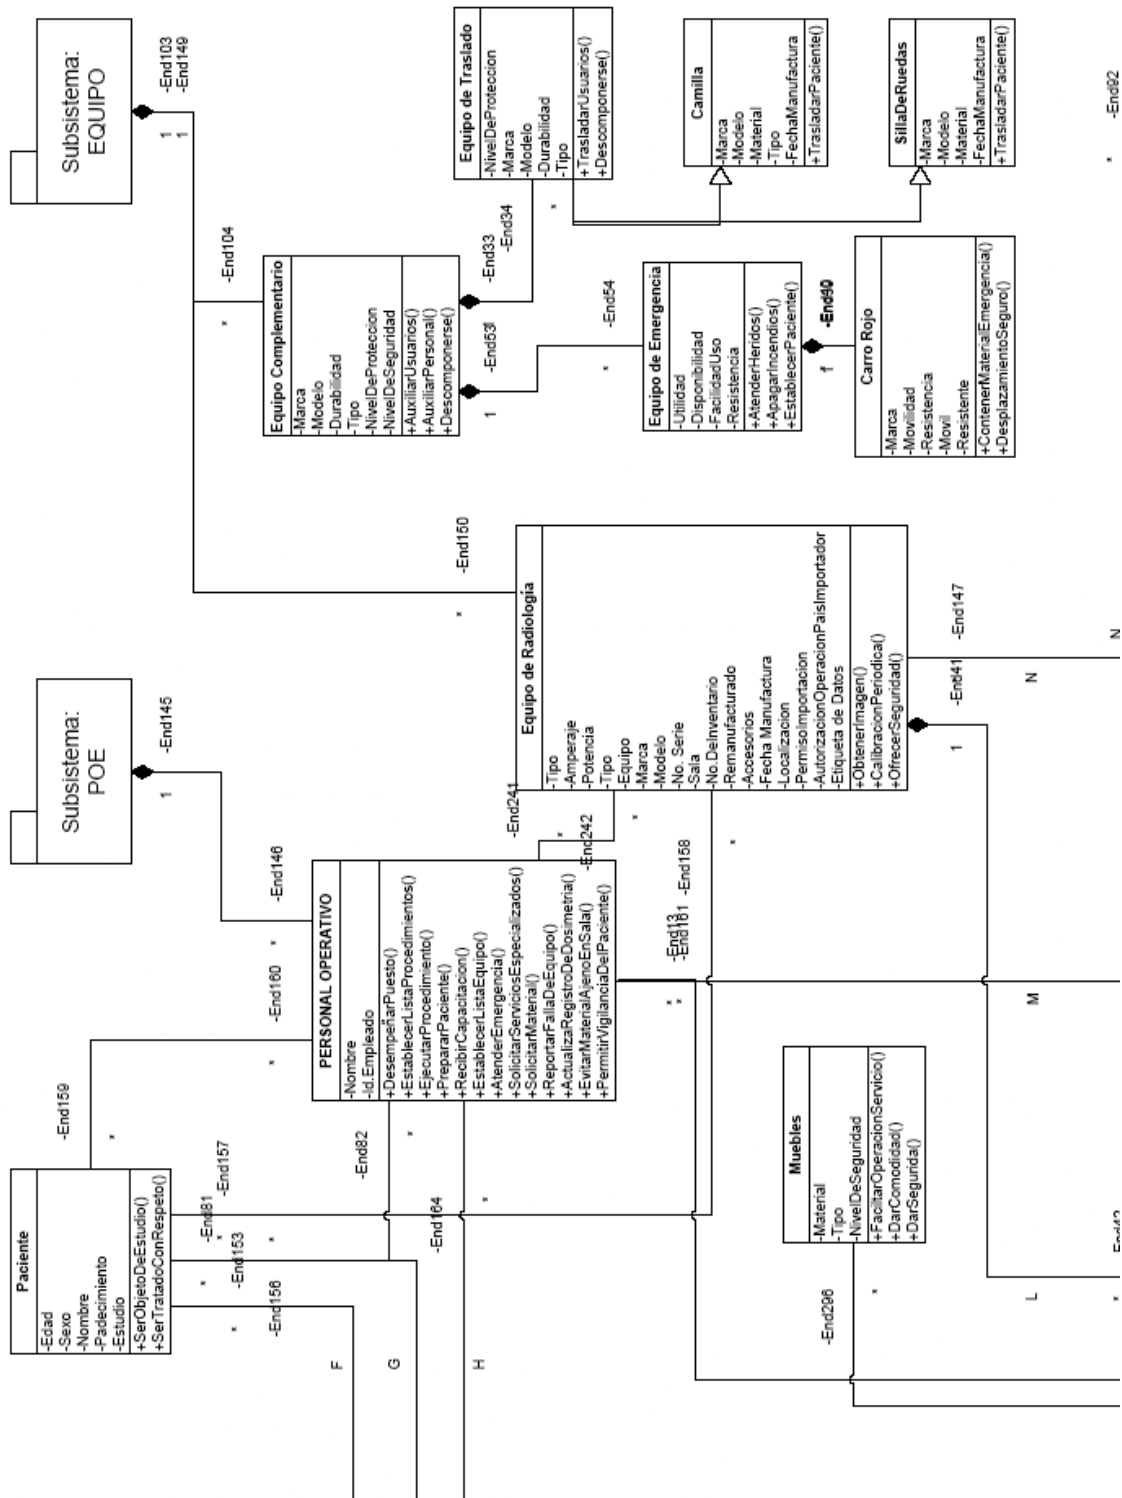 Subsistema:
EQUIPO
-End103
-End149
1
1
-End104
*
-End150
*
Equipo de Traslado
-NivelDeProteccion
-Marca
-Modelo
-Durabilidad
-Tipo
+TrasladarUsuarios()
+Descomponerse()
Camilla
-Marca
-Modelo
-Material
-Tipo
-FechaManufactura
+TrasladarPaciente()
SillaDeRuedas
-Marca
-Modelo
-Material
-FechaManufactura
+TrasladarPaciente()
*
-End92
Equipo Complementario
-Marca
-Modelo
-Durabilidad
-Tipo
-NivelDeProteccion
-NivelDeSeguridad
+AuxiliarUsuarios()
+AuxiliarPersonal()
+Descomponerse()
-End33
-End34
*
-End53
1
-End54
*
Equipo de Emergencia
-Utilidad
-Disponibilidad
-FacilidadUso
-Resistencia
+AtenderHeridos()
+ApagarIncendios()
+EstablecerPaciente()
Carro Rojo
-Marca
-Movilidad
-Resistencia
-Movil
-Resistente
+ContenerMaterialEmergencia()
+DesplazamientoSeguro()
Subsistema:
POE
-End145
1
-End146
*
-End160
*
Equipo de Radiología
-Tipo
-Amperaje
-Potencia
-Tipo
-Equipo
-Marca
-Modelo
-No. Serie
-Sala
-No.DeInventario
-Remanufacturado
-Accesorios
-Fecha Manufactura
-Localizacion
-PermisoImportacion
-AutorizacionOperacionPaisImportador
-Etiqueta de Datos
+ObtenerImagen()
+CalibracionPeriodica()
+OfrecerSeguridad()
-End147
N
N
-End41
1
-End241
*
-End242
*
-End158
*
-End13
-End161
*
*
M
PERSONAL OPERATIVO
-Nombre
-Id.Empleado
+DesempeñarPuesto()
+EstablecerListaProcedimientos()
+EjecutarProcedimiento()
+PrepararPaciente()
+RecibirCapacitacion()
+EstablecerListaEquipo()
+AtenderEmergencia()
+SolicitarServiciosEspecializados()
+SolicitarMaterial()
+ReportarFallaDeEquipo()
+ActualizaRegistroDeDosimetria()
+EvitarMaterialAjenoEnSala()
+PermitirVigilanciaDelPaciente()
Paciente
-Edad
-Sexo
-Nombre
-Padecimiento
-Estudio
+SerObjetoDeEstudio()
+SerTratadoConRespeto()
-End159
*
-End157
*
-End81
*
-End153
*
-End156
*
-End82
*
-End164
*
F
G
H
Muebles
-Material
-Tipo
-NivelDeSeguridad
+FacilitarOperacionServicio()
+DarComodidad()
+DarSegurida()
-End296
*
L
*
-End42